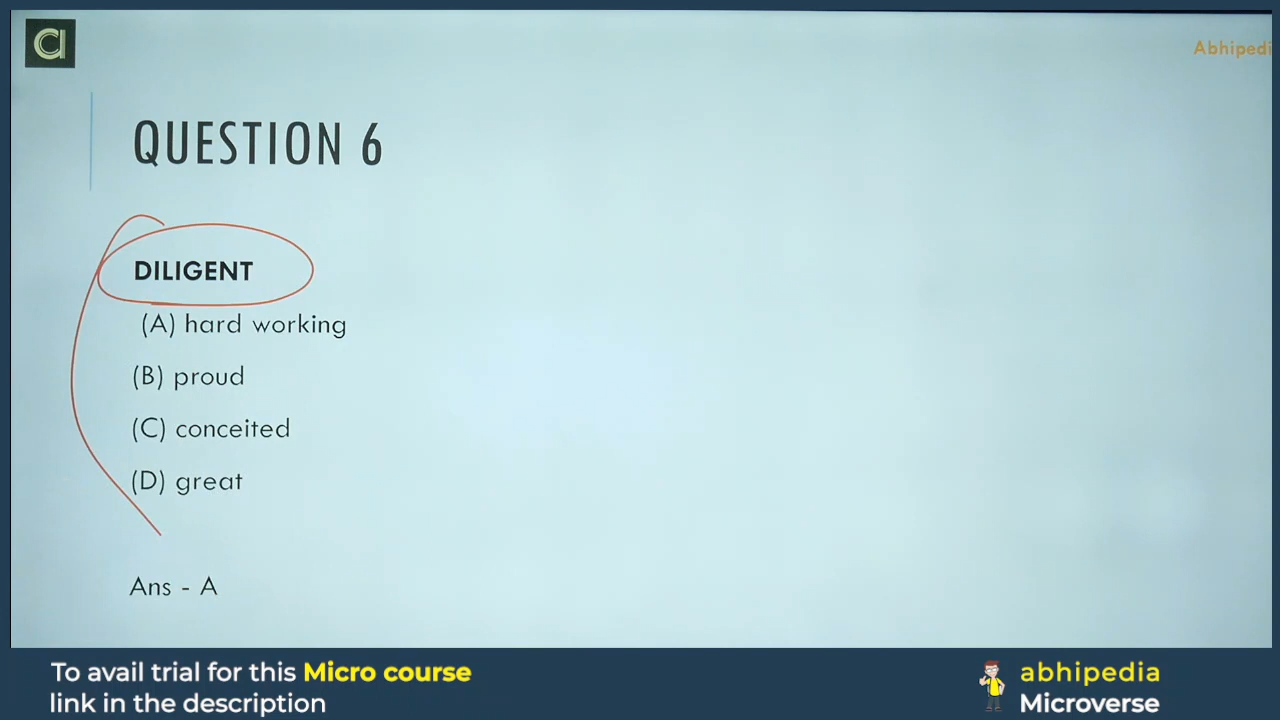 Abhipedi
QUESTION 6
DILIGENT
(A) hard working
(B) proud
(C) conceited
(D) great
Ans - A
To avail trial for this Micro course
link in the description
abhipedia
Microverse